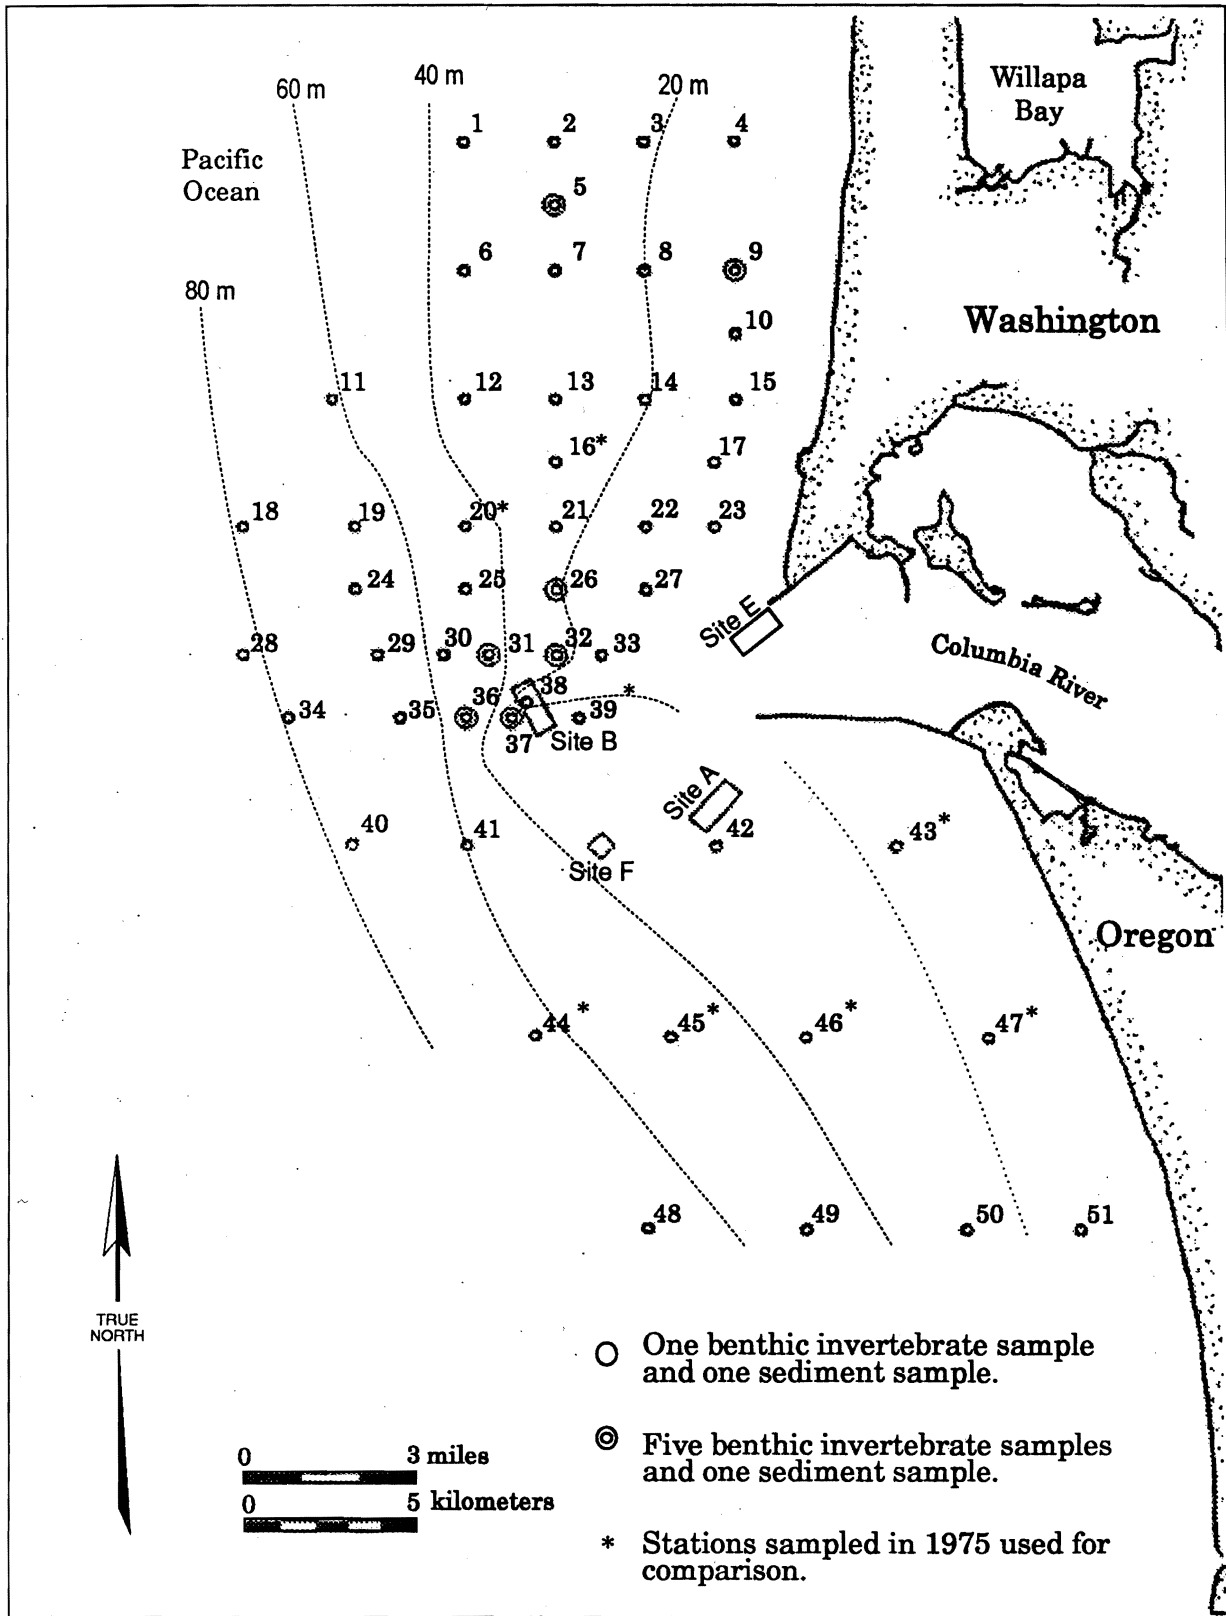 40 m
60 m
20 m
Willapa
Bay
1
2
3
4
Pacific
Ocean
5
6
7
8
9
80 m
10
Washington
11
12
13
14
15
16*
17
18
19
20*
21
22
23
24
25
26
27
Site E
28
29
30
31
32
33
Columbia River
34
35
36
37
38
*
39
Site B
Site A
40
41
42
43*
Site F
Oregon
44*
45*
46*
47*
48
49
50
51
TRUE
NORTH
One benthic invertebrate sample
and one sediment sample.
Five benthic invertebrate samples
and one sediment sample.
0 3 miles
0 5 kilometers
* Stations sampled in 1975 used for
comparison.